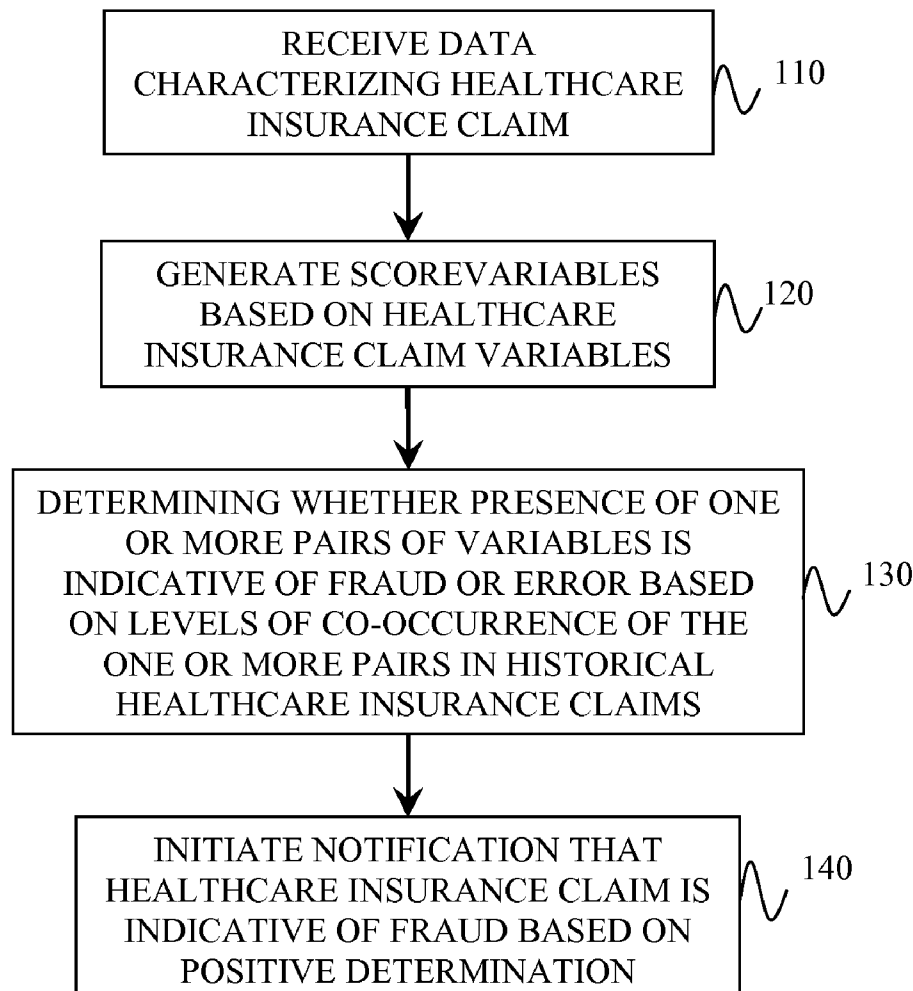 RECEIVE DATA
CHARACTERIZING HEALTHCARE
INSURANCE CLAIM
110
GENERATE SCOREVARIABLES
BASED ON HEALTHCARE
INSURANCE CLAIM VARIABLES
120
DETERMINING WHETHER PRESENCE OF ONE
OR MORE PAIRS OF VARIABLES IS
INDICATIVE OF FRAUD OR ERROR BASED
ON LEVELS OF CO-OCCURRENCE OF THE
ONE OR MORE PAIRS IN HISTORICAL
HEALTHCARE INSURANCE CLAIMS
130
INITIATE NOTIFICATION THAT
HEALTHCARE INSURANCE CLAIM IS
INDICATIVE OF FRAUD BASED ON
POSITIVE DETERMINATION
140